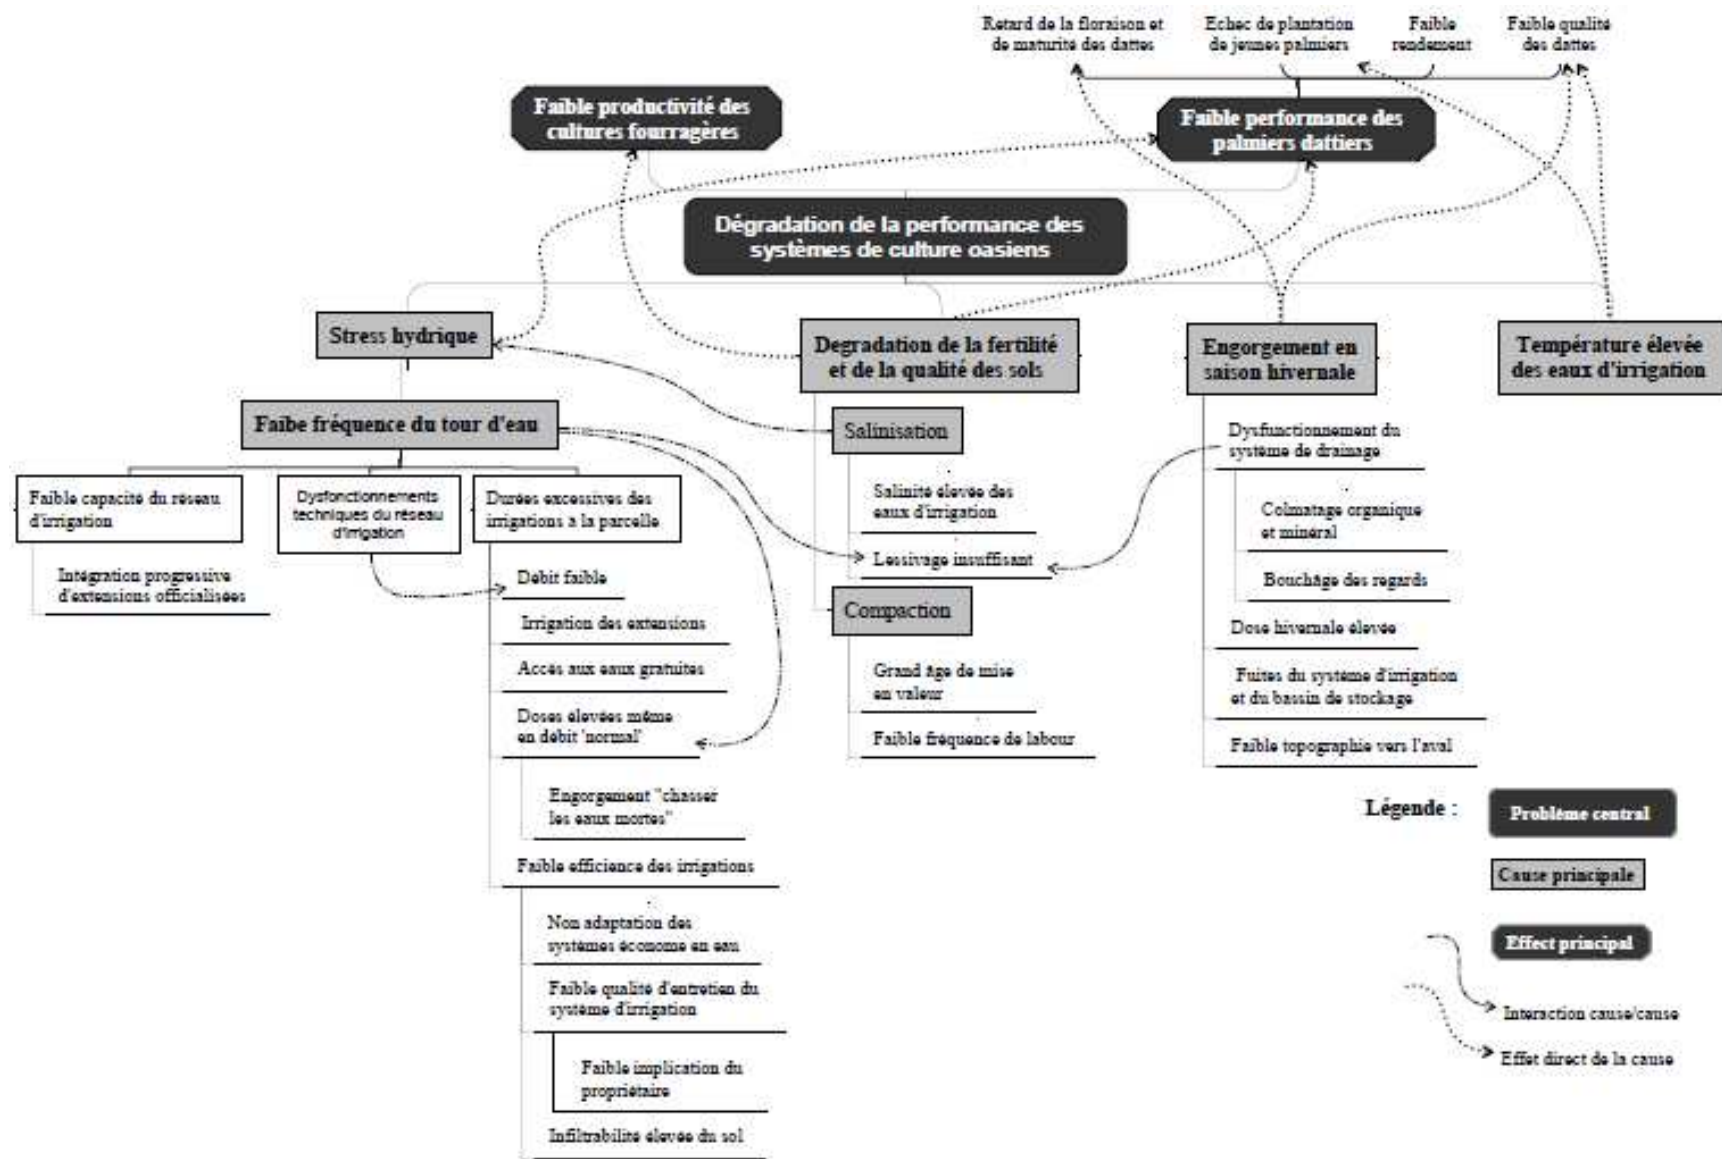 Retard de la floraison et
de maturité des dattes
Echec de plantation
de jeunes palmiers
Faible
rendement
Faible qualité
des dattes
Faible productivité des
cultures fourragères
Faible performance des
palmiers dattiers
Dégradation de la performance des
systèmes de culture oasiens
Stress hydrique
Degradation de la fertilité
et de la qualité des sols
Engorgement en
saison hivernale
Température élevée
des eaux d'irrigation
Faibe fréquence du tour d'eau
Faible capacité du réseau
d'irrigation
Intégration progressive
d'extensions officialisées
Dysfonctionnements
techniques du réseau
d'irrigation
Durées excessives des
irrigations à la parcelle
Débit faible
Irrigation des extensions
Accès aux eaux gratuites
Doses élevées même
en débit 'normal'
Engorgement "chasser
les eaux mortes"
Faible efficience des irrigations
Non adaptation des
systèmes économe en eau
Faible qualité d'entretien du
système d'irrigation
Faible implication du
propriétaire
Infiltrabilité élevée du sol
Salinisation
Salinité élevée des
eaux d'irrigation
Lessivage insuffisant
Compaction
Grand âge de mise
en valeur
Faible fréquence de labour
Dysfunctionnement du
système de drainage
Colmatage organique
et minéral
Bouchâge des regards
Dose hivernale élevée
Fuites du système d'irrigation
et du bassin de stockage
Faible topographie vers l'aval
Légende :
Problème central
Cause principale
Effect principal
Interaction cause/cause
Effet direct de la cause